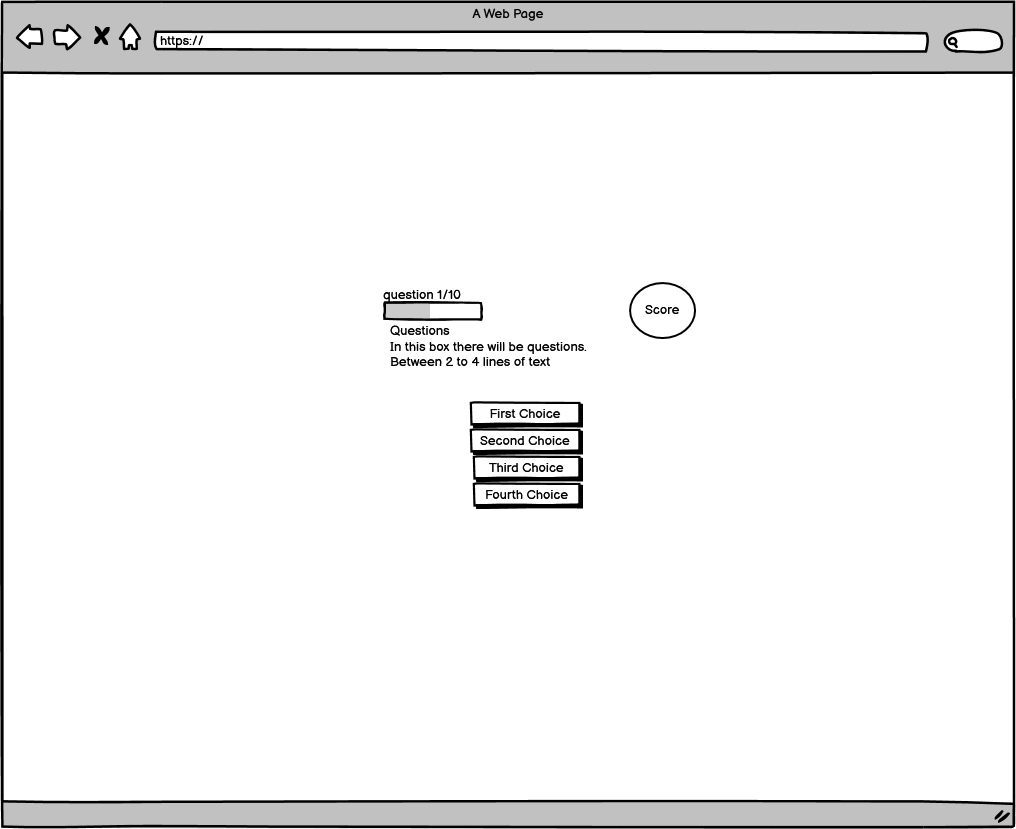 A Web Page
https://
question 1/10
Score
Questions
In this box there will be questions.
Between 2 to 4 lines of text
First Choice
Second Choice
Third Choice
Fourth Choice